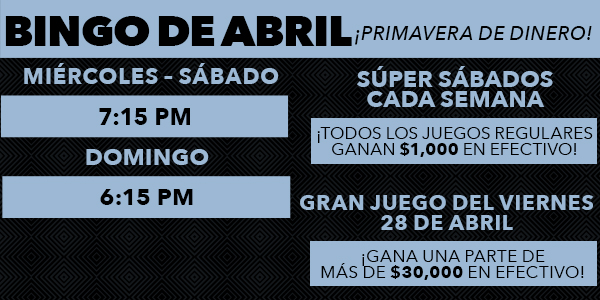 BINGO DE ABRIL ¡PRIMAVERA DE DINERO!
MIÉRCOLES – SÁBADO
7:15 PM
DOMINGO
6:15 PM
SÚPER SÁBADOS
CADA SEMANA
¡TODOS LOS JUEGOS REGULARES
GANAN $1,000 EN EFECTIVO!
GRAN JUEGO DEL VIERNES
28 DE ABRIL
¡GANA UNA PARTE DE
MÁS DE $30,000 EN EFECTIVO!